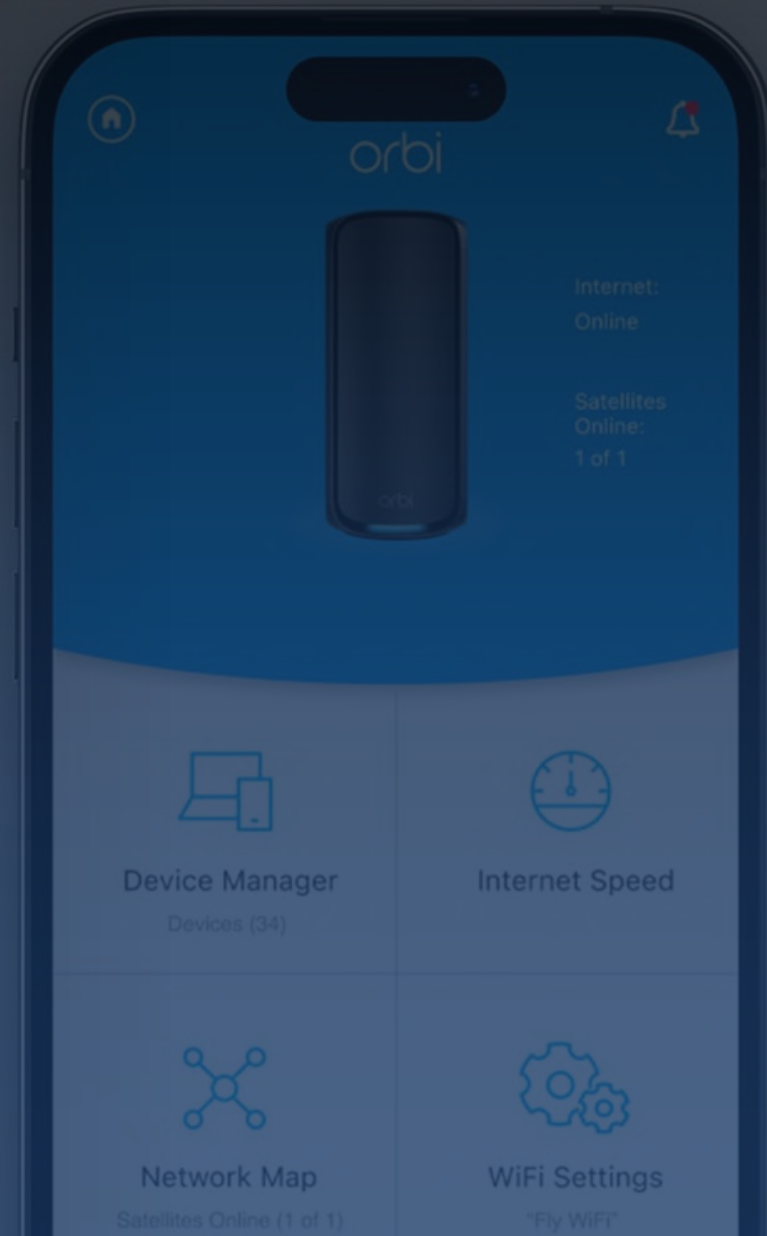 orbi
Internet:
Online
Satellites
Online:
1 of 1
orbi
Device Manager
Devices (34)
Internet Speed
Network Map
Satellites Online (1 of 1)
WiFi Settings
"Fly WiFi"